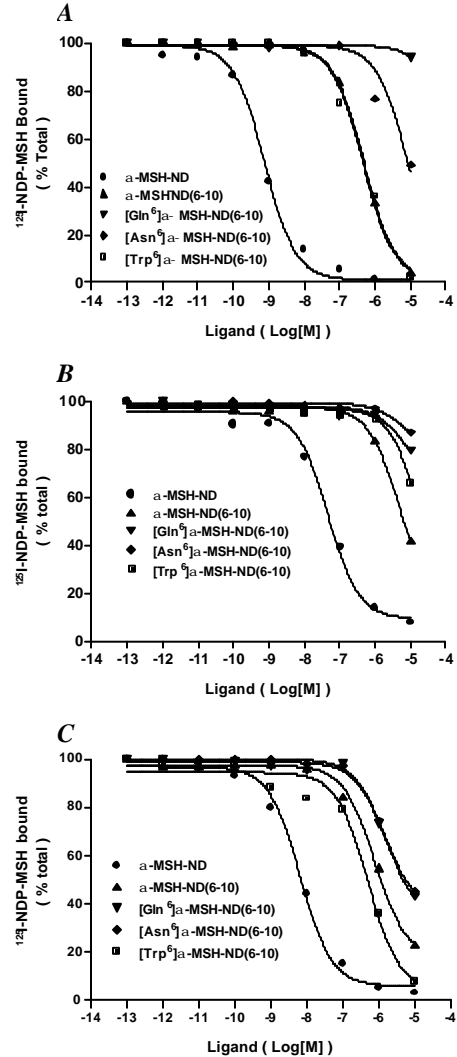 A
100
80
60
40
20
0
¹²⁵I-NDP-MSH Bound
( % Total )
a-MSH-ND
a-MSH-ND(6-10)
[Gln⁶]a- MSH-ND(6-10)
[Asn⁶]a- MSH-ND(6-10)
[Trp⁶]a- MSH-ND(6-10)
-14 -13 -12 -11 -10 -9 -8 -7 -6 -5 -4
Ligand ( Log[M] )
B
100
80
60
40
20
0
¹²⁵I-NDP-MSH bound
( % total )
a-MSH-ND
a-MSH-ND(6-10)
[Gln⁶]a-MSH-ND(6-10)
[Asn⁶]a-MSH-ND(6-10)
[Trp ⁶]a-MSH-ND(6-10)
-14 -13 -12 -11 -10 -9 -8 -7 -6 -5 -4
Ligand ( Log[M] )
C
100
80
60
40
20
0
¹²⁵I-NDP-MSH bound
( % total )
a-MSH-ND
a-MSH-ND(6-10)
[Gln ⁶]a-MSH-ND(6-10)
[Asn⁶]a-MSH-ND(6-10)
[Trp⁶]a-MSH-ND(6-10)
-14 -13 -12 -11 -10 -9 -8 -7 -6 -5 -4
Ligand ( Log[M] )